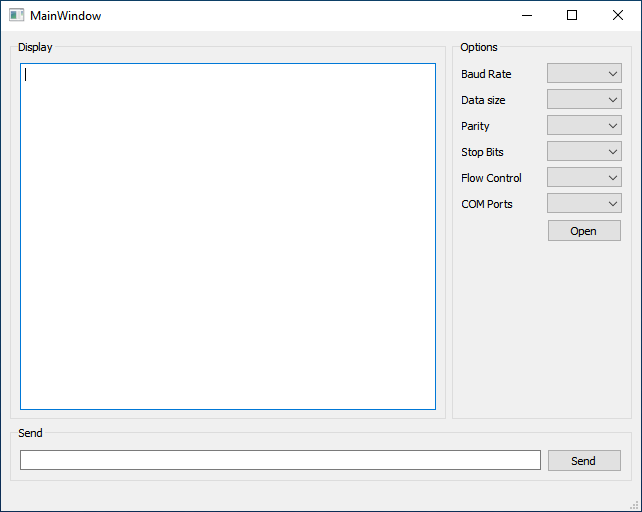 MainWindow
Display
Options
Baud Rate
Data size
Parity
Stop Bits
Flow Control
COM Ports
Open
Send
Send